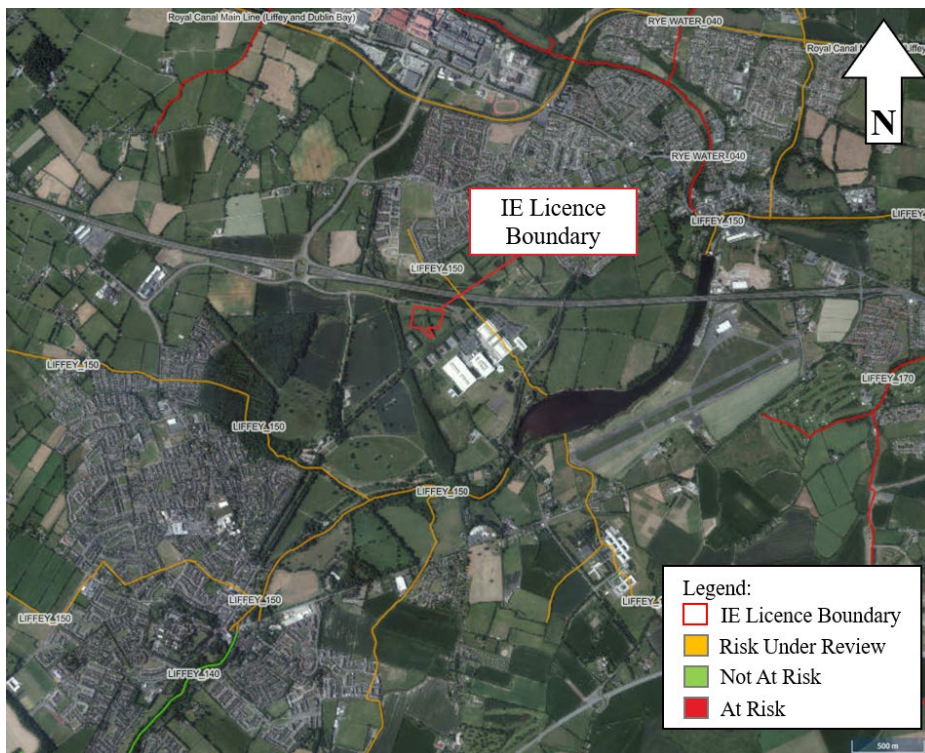 Royal Canal Main Line (Liffey and Dublin Bay)
RYE WATER_040
Royal Canal M
N
RYE WATER_040
IE Licence
Boundary
LIFFEY_150
LIFFEY_
LIFFEY_150
LIFFEY_150
LIFFEY_170
LIFFEY_150
LIFFEY_150
LIFFEY_150
LIFFEY_150
LIFFEY_150
LIFFEY_1
LIFFEY_140
Legend:
IE Licence Boundary
Risk Under Review
Not At Risk
At Risk
500 m